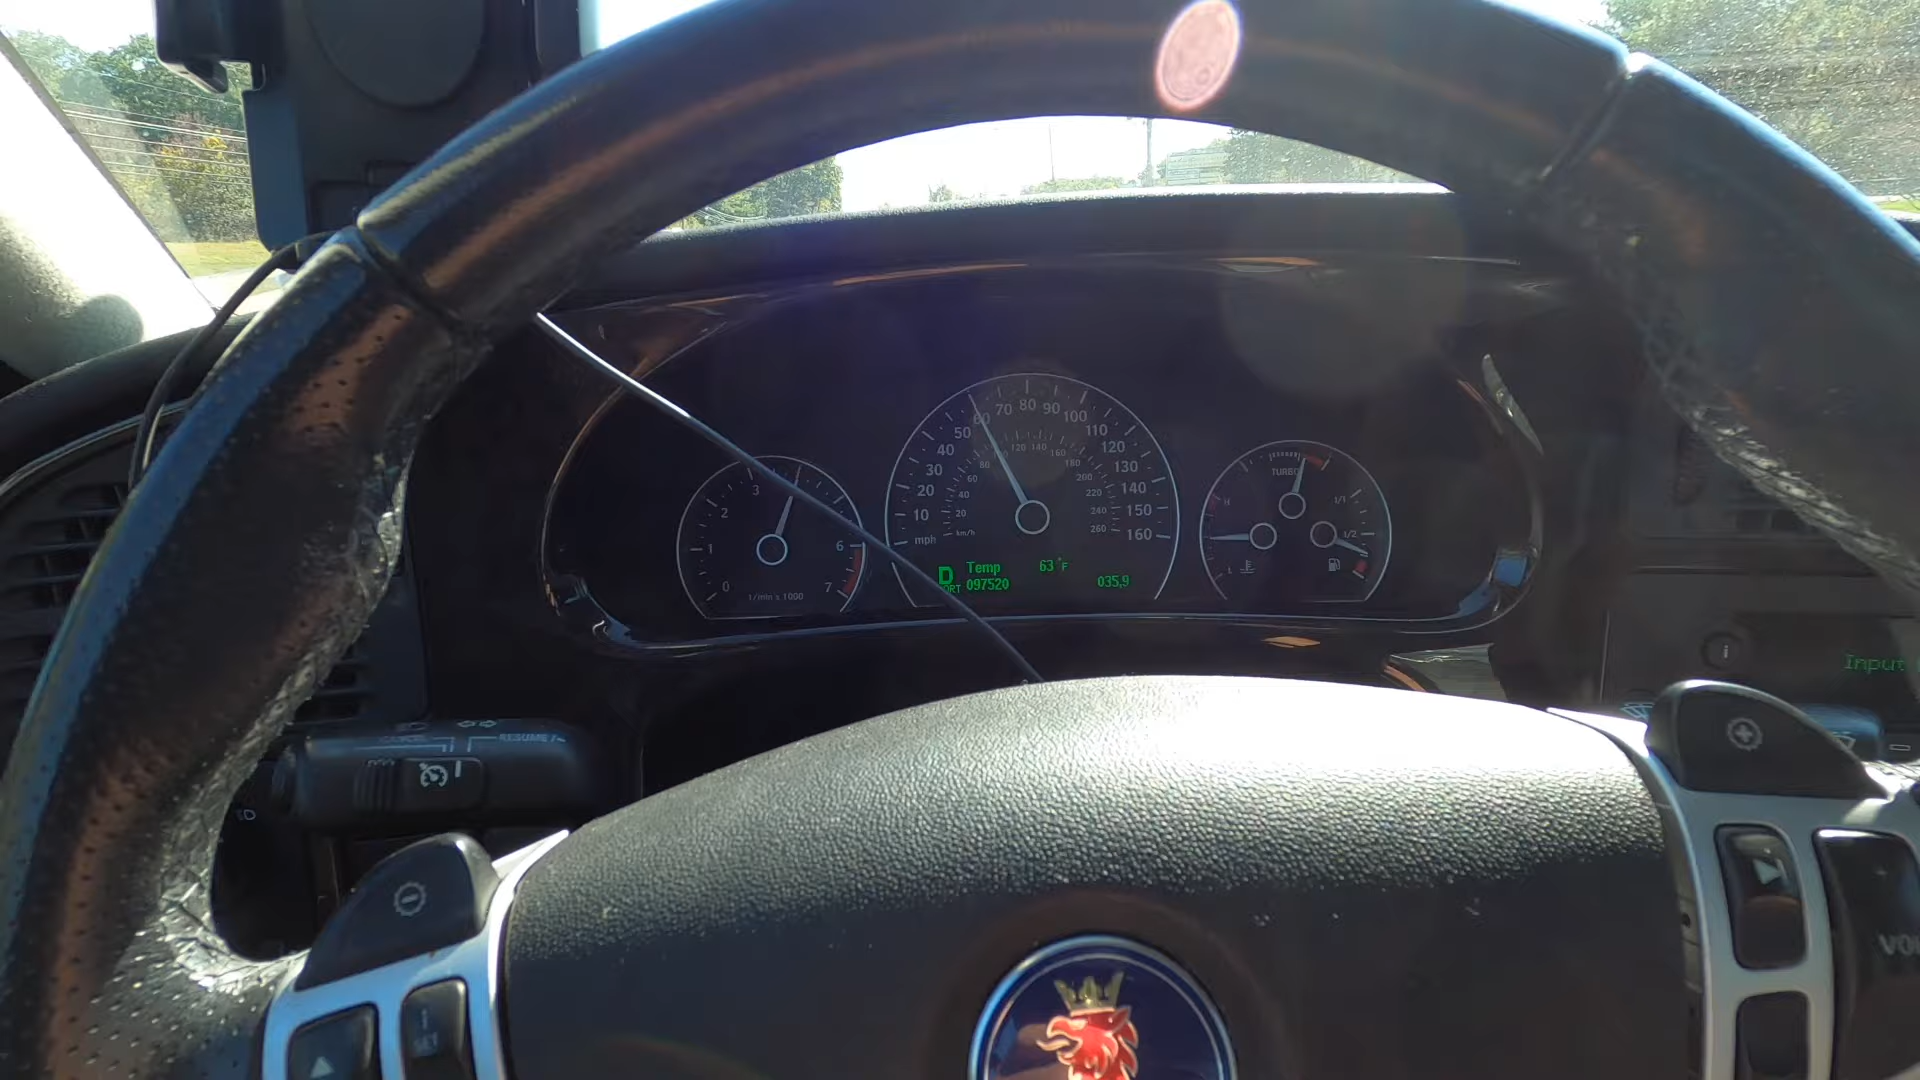 70 80 90
60 100
50 110
40 120
30 130
20 140
10 150
mph 160
120 140
160
80 180
60 200
40 220
20 240
km/h 260
3
2
1 6
0 7
1/min x 1000
TURBO
H 1/1
1/2
L
D Temp 63°F
097520 035,9
i
Input
CANCEL RESUME /+
SET
VOL